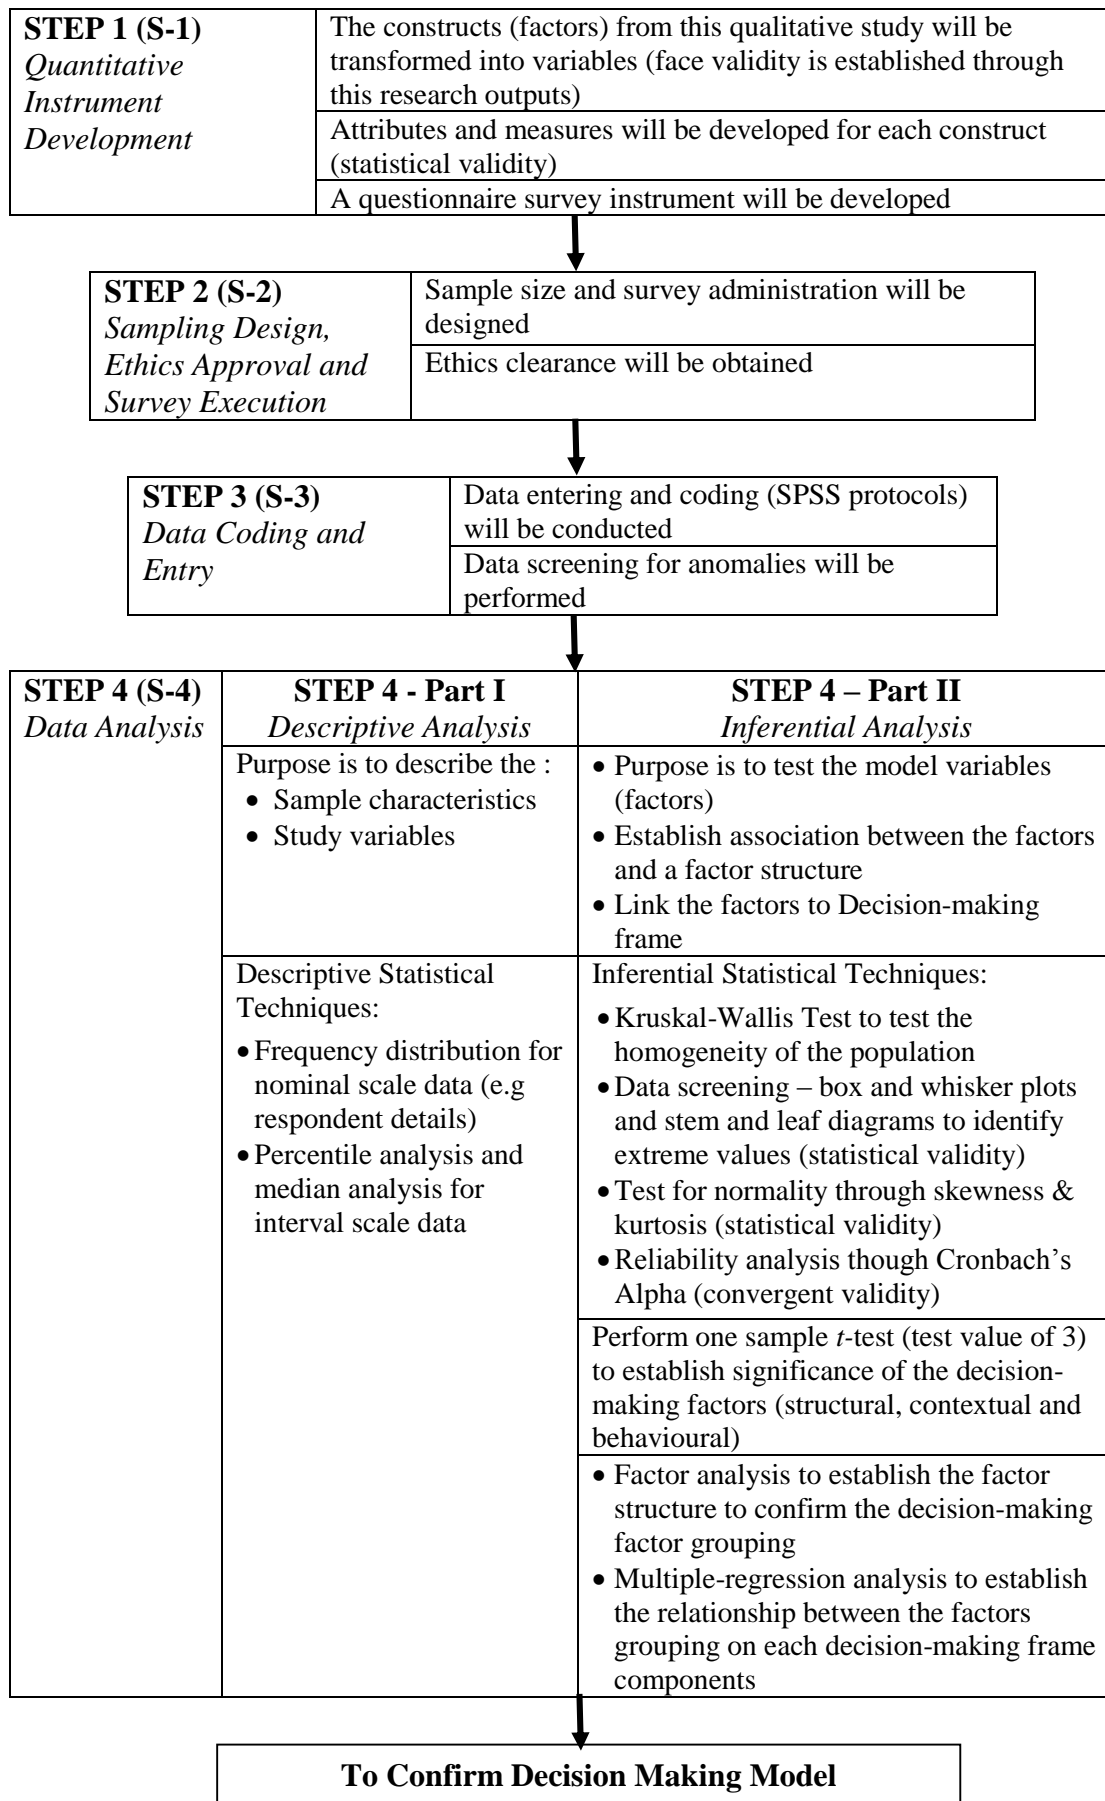 STEP 1 (S-1)
Quantitative
Instrument
Development
The constructs (factors) from this qualitative study will be
transformed into variables (face validity is established through
this research outputs)
Attributes and measures will be developed for each construct
(statistical validity)
A questionnaire survey instrument will be developed
STEP 2 (S-2)
Sampling Design,
Ethics Approval and
Survey Execution
Sample size and survey administration will be
designed
Ethics clearance will be obtained
STEP 3 (S-3)
Data Coding and
Entry
Data entering and coding (SPSS protocols)
will be conducted
Data screening for anomalies will be
performed
STEP 4 (S-4)
Data Analysis
STEP 4 - Part I
Descriptive Analysis
STEP 4 – Part II
Inferential Analysis
Purpose is to describe the :
• Sample characteristics
• Study variables
• Purpose is to test the model variables
(factors)
• Establish association between the factors
and a factor structure
• Link the factors to Decision-making
frame
Descriptive Statistical
Techniques:
• Frequency distribution for
nominal scale data (e.g
respondent details)
• Percentile analysis and
median analysis for
interval scale data
Inferential Statistical Techniques:
• Kruskal-Wallis Test to test the
homogeneity of the population
• Data screening – box and whisker plots
and stem and leaf diagrams to identify
extreme values (statistical validity)
• Test for normality through skewness &
kurtosis (statistical validity)
• Reliability analysis though Cronbach’s
Alpha (convergent validity)
Perform one sample t-test (test value of 3)
to establish significance of the decision-
making factors (structural, contextual and
behavioural)
• Factor analysis to establish the factor
structure to confirm the decision-making
factor grouping
• Multiple-regression analysis to establish
the relationship between the factors
grouping on each decision-making frame
components
To Confirm Decision Making Model